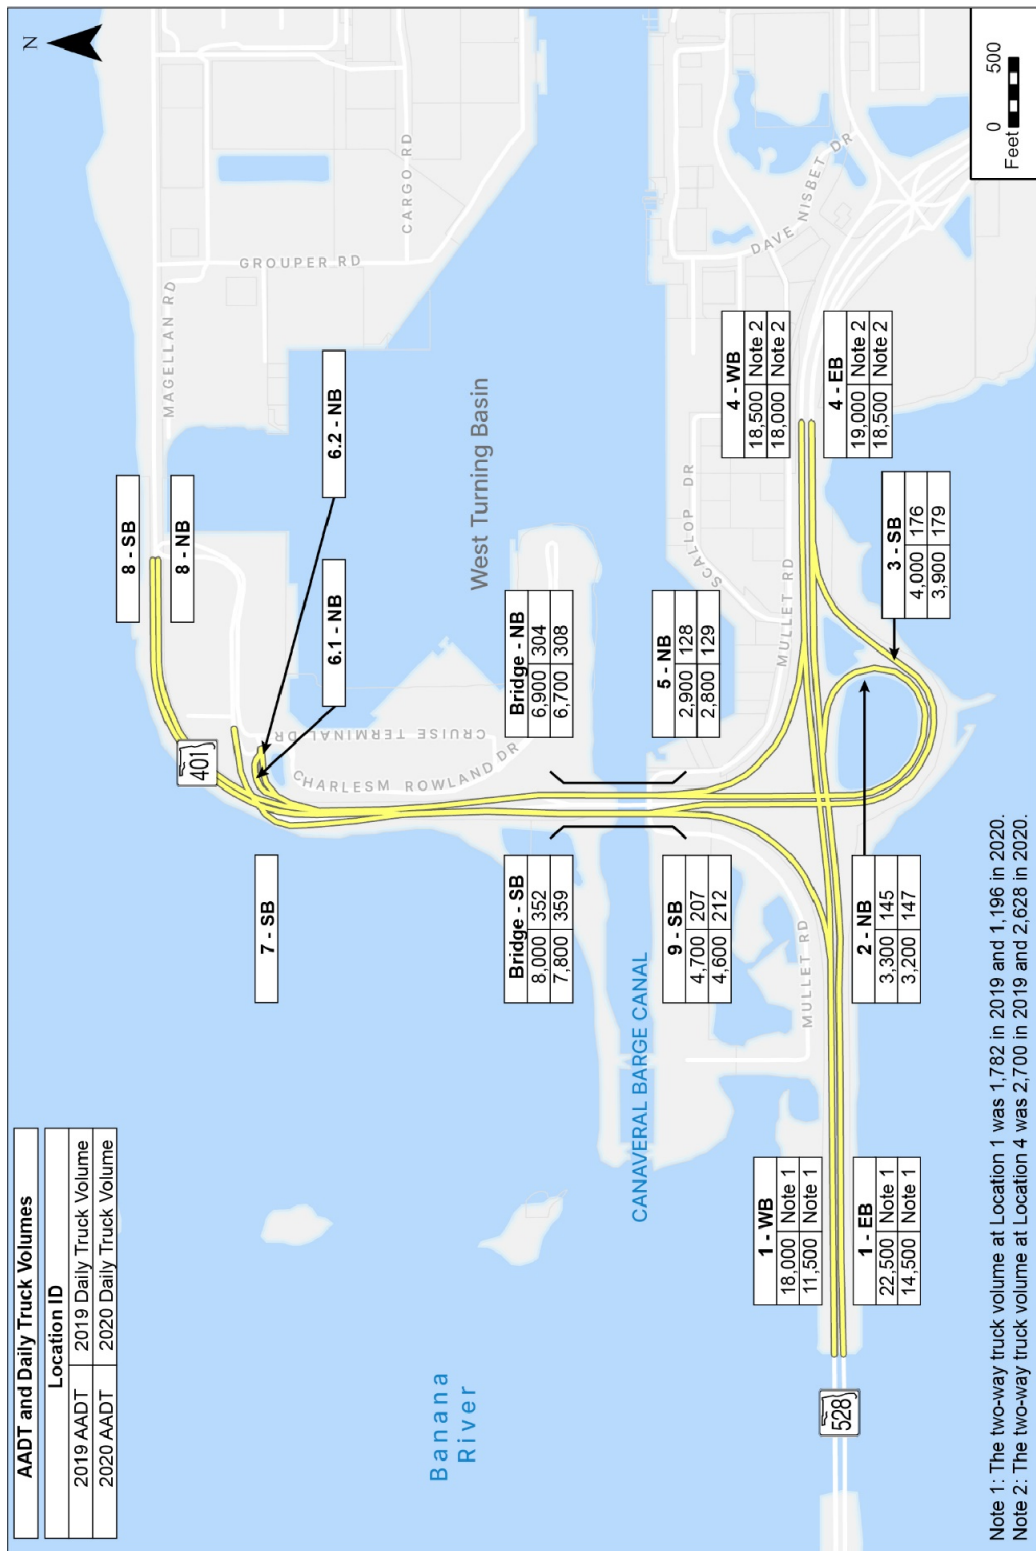 AADT and Daily Truck Volumes
Location ID
2019 AADT 2019 Daily Truck Volume
2020 AADT 2020 Daily Truck Volume
N
8 - SB
8 - NB
MAGELLAN RD
GROUPER RD
CARGO RD
401
7 - SB
6.1 - NB
6.2 - NB
CRUISE TERMINAL DR
CHARLES M ROWLAND DR
West Turning Basin
Banana
River
Bridge - SB
8,000 352
7,800 359
Bridge - NB
6,900 304
6,700 308
CANAVERAL BARGE CANAL
9 - SB
4,700 207
4,600 212
5 - NB
2,900 128
2,800 129
SCALLOP DR
MULLET RD
MULLET RD
DAVE NISBET DR
1 - WB
18,000 Note 1
11,500 Note 1
4 - WB
18,500 Note 2
18,000 Note 2
528
1 - EB
22,500 Note 1
14,500 Note 1
2 - NB
3,300 145
3,200 147
3 - SB
4,000 176
3,900 179
4 - EB
19,000 Note 2
18,500 Note 2
Note 1: The two-way truck volume at Location 1 was 1,782 in 2019 and 1,196 in 2020.
Note 2: The two-way truck volume at Location 4 was 2,700 in 2019 and 2,628 in 2020.
0 500
Feet